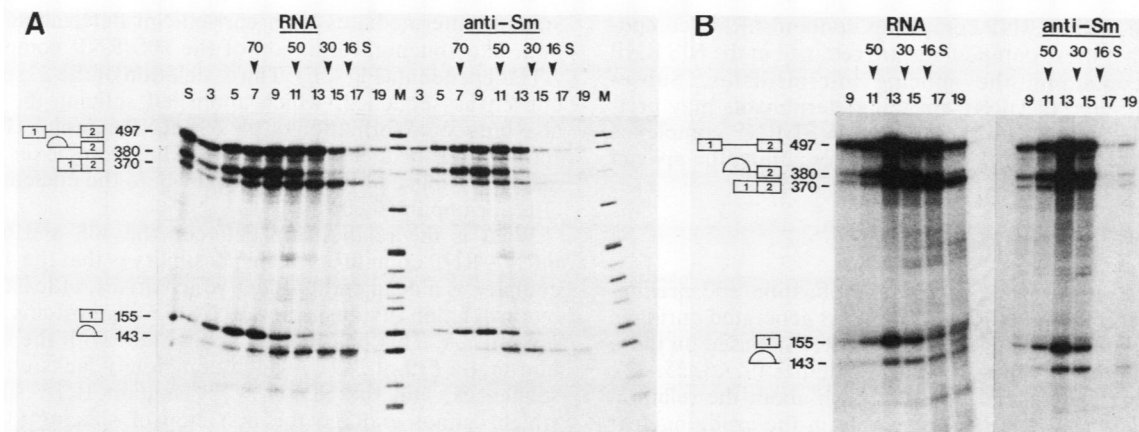 A
RNA
anti-Sm
70 50 30 16 S
70 50 30 16 S
S 3 5 7 9 11 13 15 17 19 M 3 5 7 9 11 13 15 17 19 M
1 2 497
2 380
1 2 370
1 155
143
B
RNA
anti-Sm
50 30 16 S
50 30 16 S
9 11 13 15 17 19
9 11 13 15 17 19
1 2 497
2 380
1 2 370
1 155
143